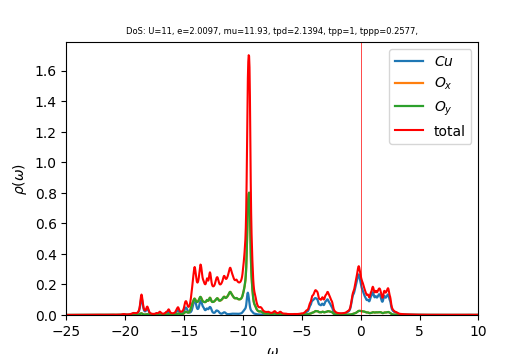 DoS: U=11, e=2.0097, mu=11.93, tpd=2.1394, tpp=1, tppp=0.2577,
ρ(ω)
1.6
1.4
1.2
1.0
0.8
0.6
0.4
0.2
0.0
−25 −20 −15 −10 −5 0 5 10
ω
Cu
O_x
O_y
total